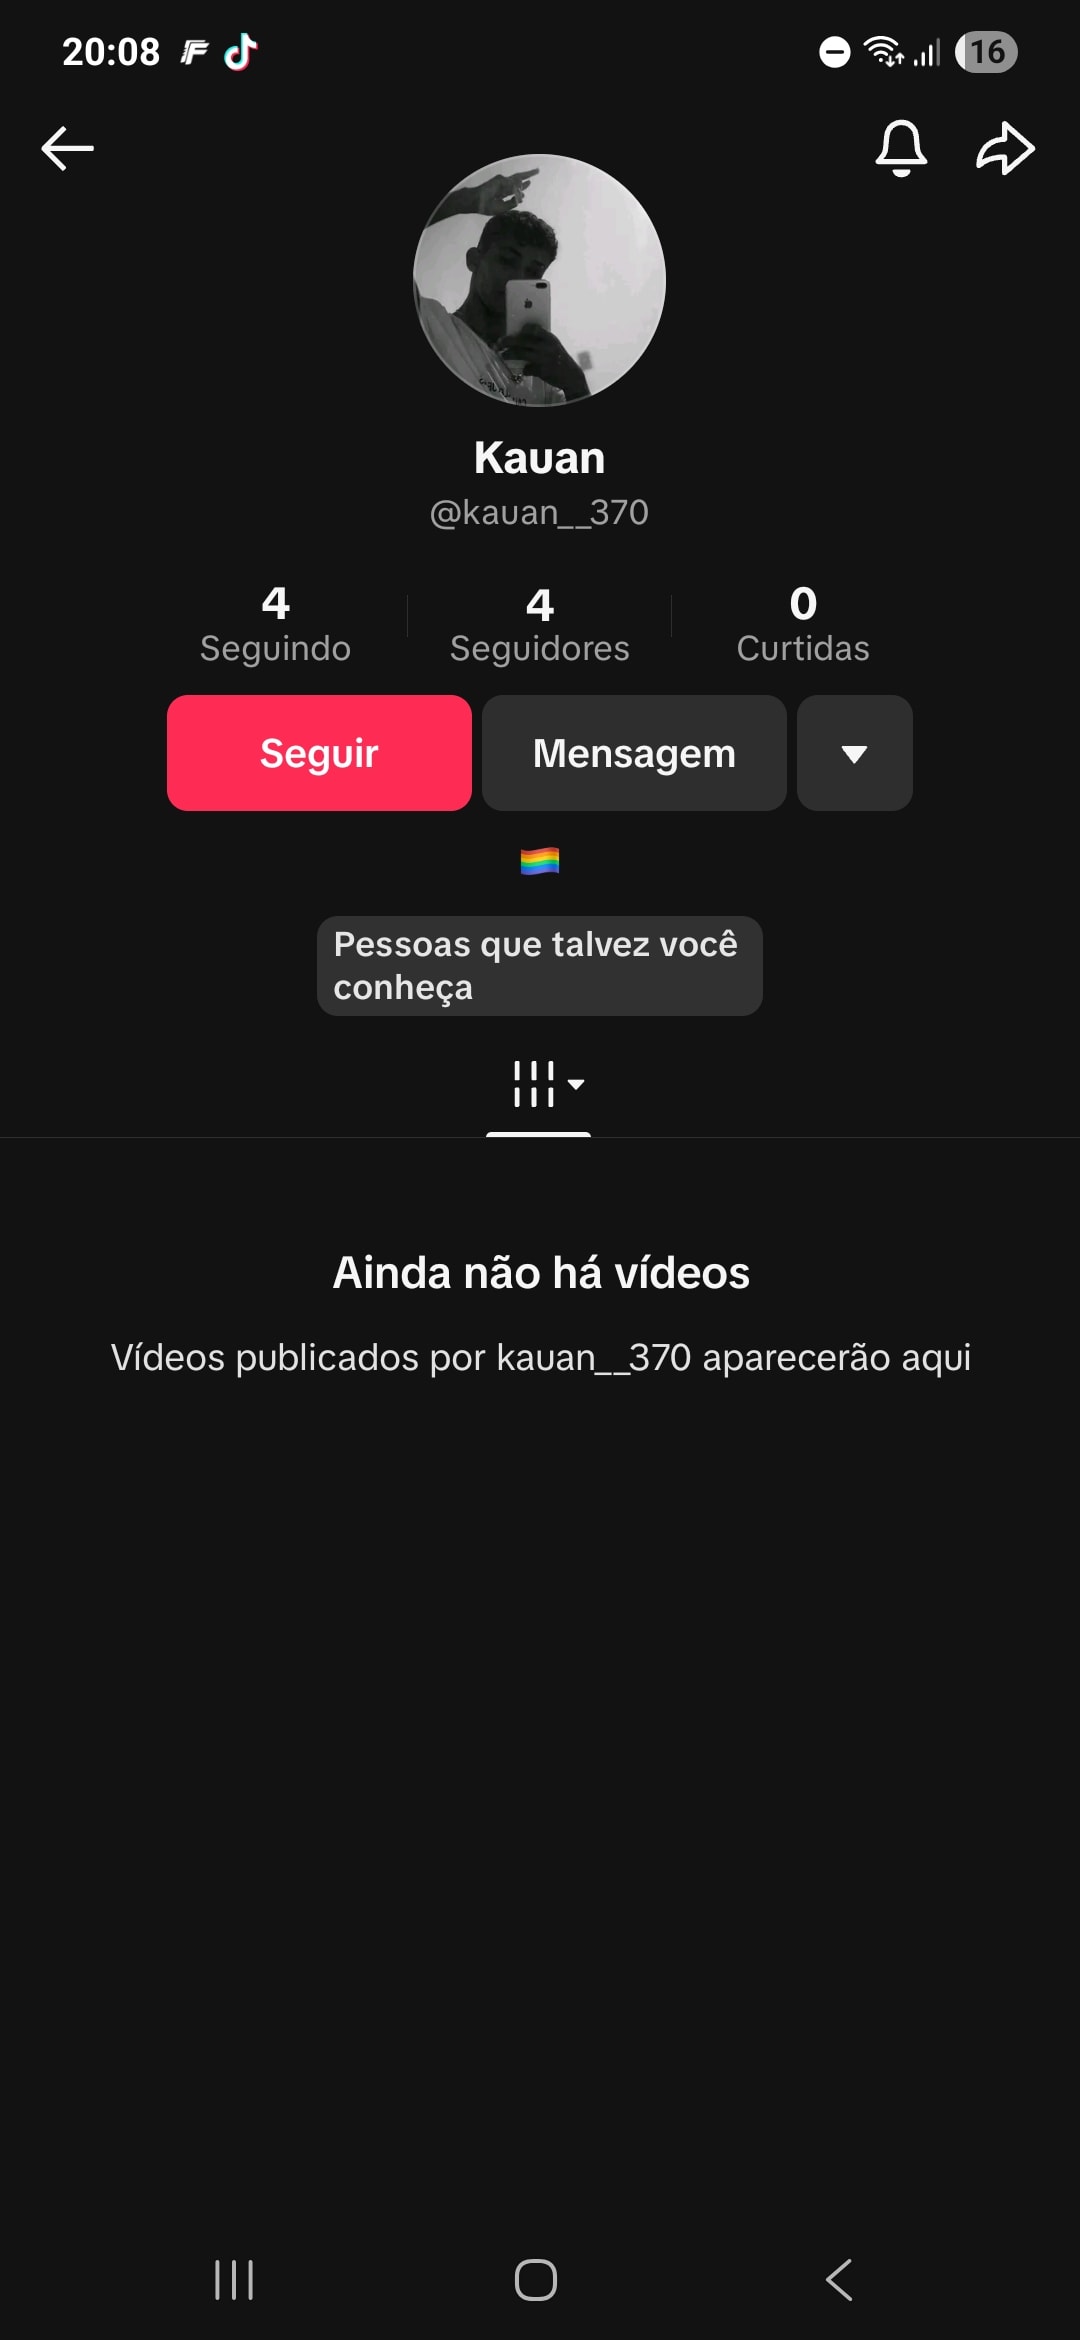 20:08
16
Kauan
@kauan__370
4
4
0
Seguindo
Seguidores
Curtidas
Seguir
Mensagem
Pessoas que talvez você
conheça
Ainda não há vídeos
Vídeos publicados por kauan__370 aparecerão aqui